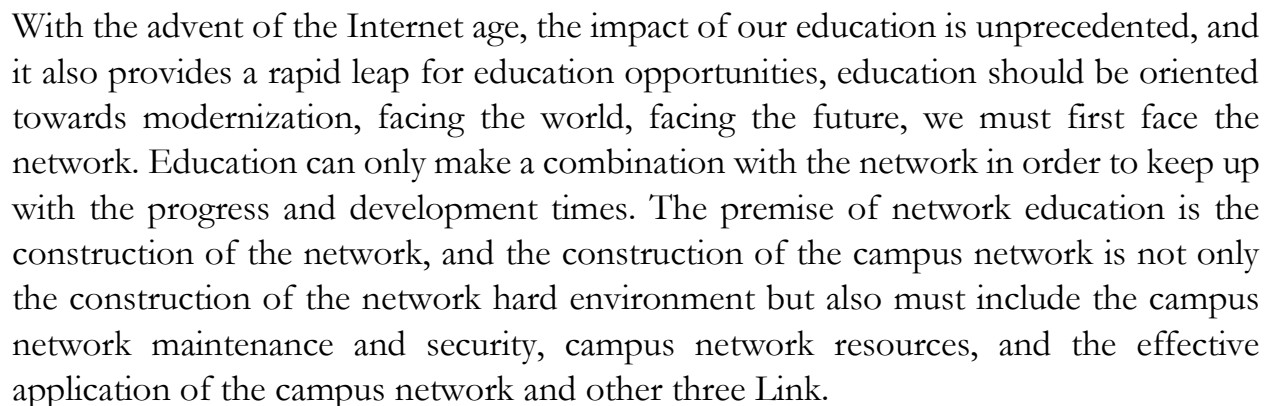 With the advent of the Internet age, the impact of our education is unprecedented, and
it also provides a rapid leap for education opportunities, education should be oriented
towards modernization, facing the world, facing the future, we must first face the
network. Education can only make a combination with the network in order to keep up
with the progress and development times. The premise of network education is the
construction of the network, and the construction of the campus network is not only
the construction of the network hard environment but also must include the campus
network maintenance and security, campus network resources, and the effective
application of the campus network and other three Link.